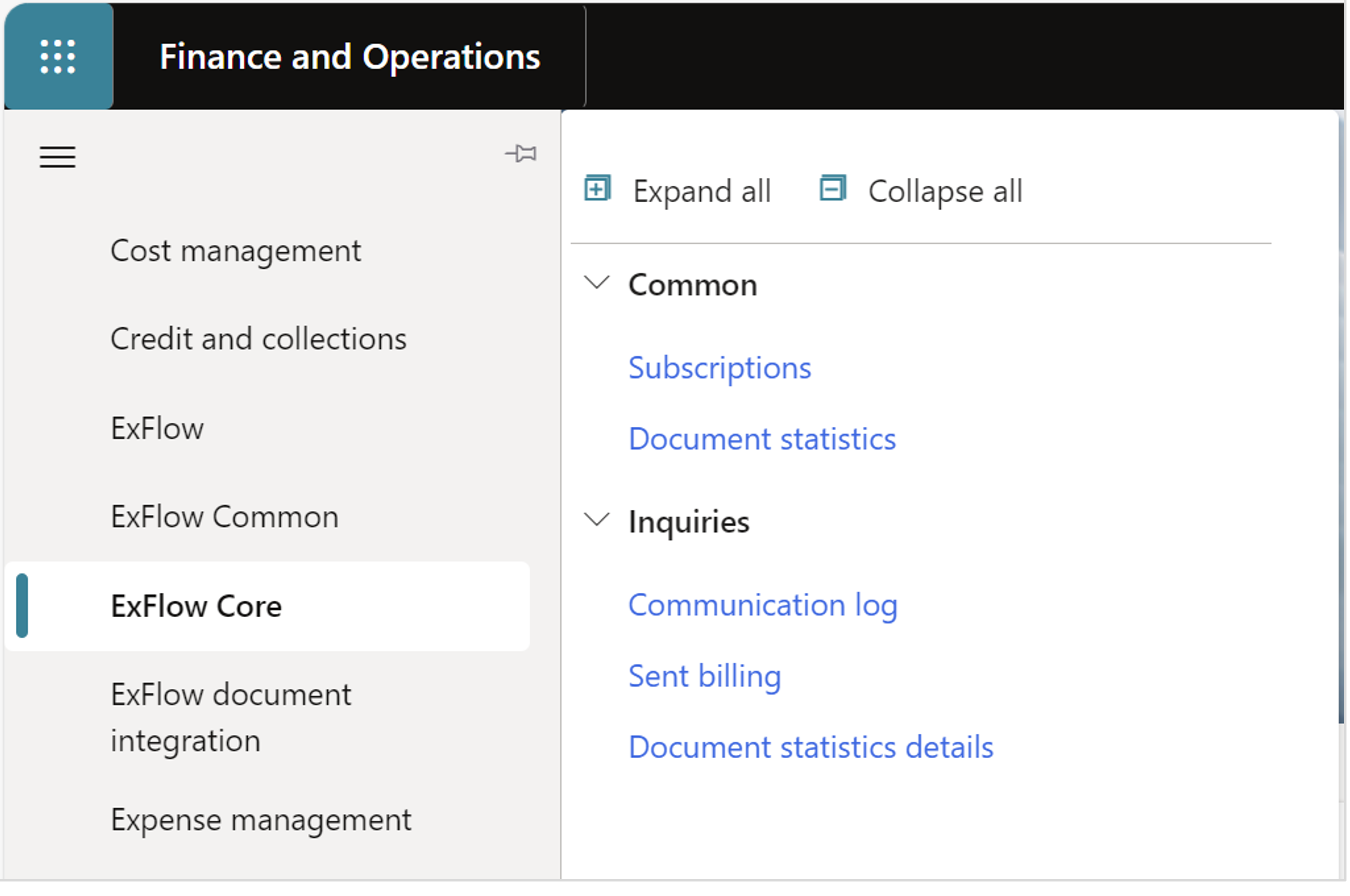 Finance and Operations
Cost management
Credit and collections
ExFlow
ExFlow Common
ExFlow Core
ExFlow document
integration
Expense management
Expand all
Collapse all
Common
Subscriptions
Document statistics
Inquiries
Communication log
Sent billing
Document statistics details